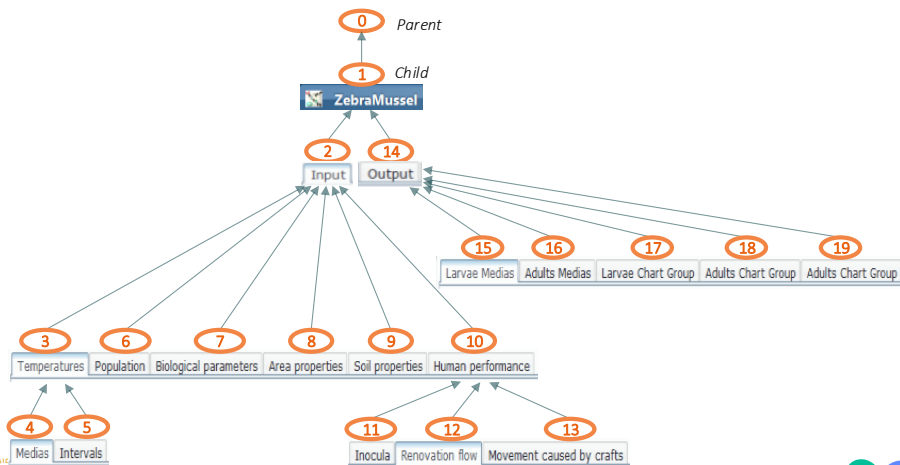 0 Parent
1 Child
ZebraMussel
2 14
Input Output
15 16 17 18 19
Larvae Medias Adults Medias Larvae Chart Group Adults Chart Group Adults Chart Group
3 6 7 8 9 10
Temperatures Population Biological parameters Area properties Soil properties Human performance
4 5 11 12 13
Medias Intervals Inocula Renovation flow Movement caused by crafts